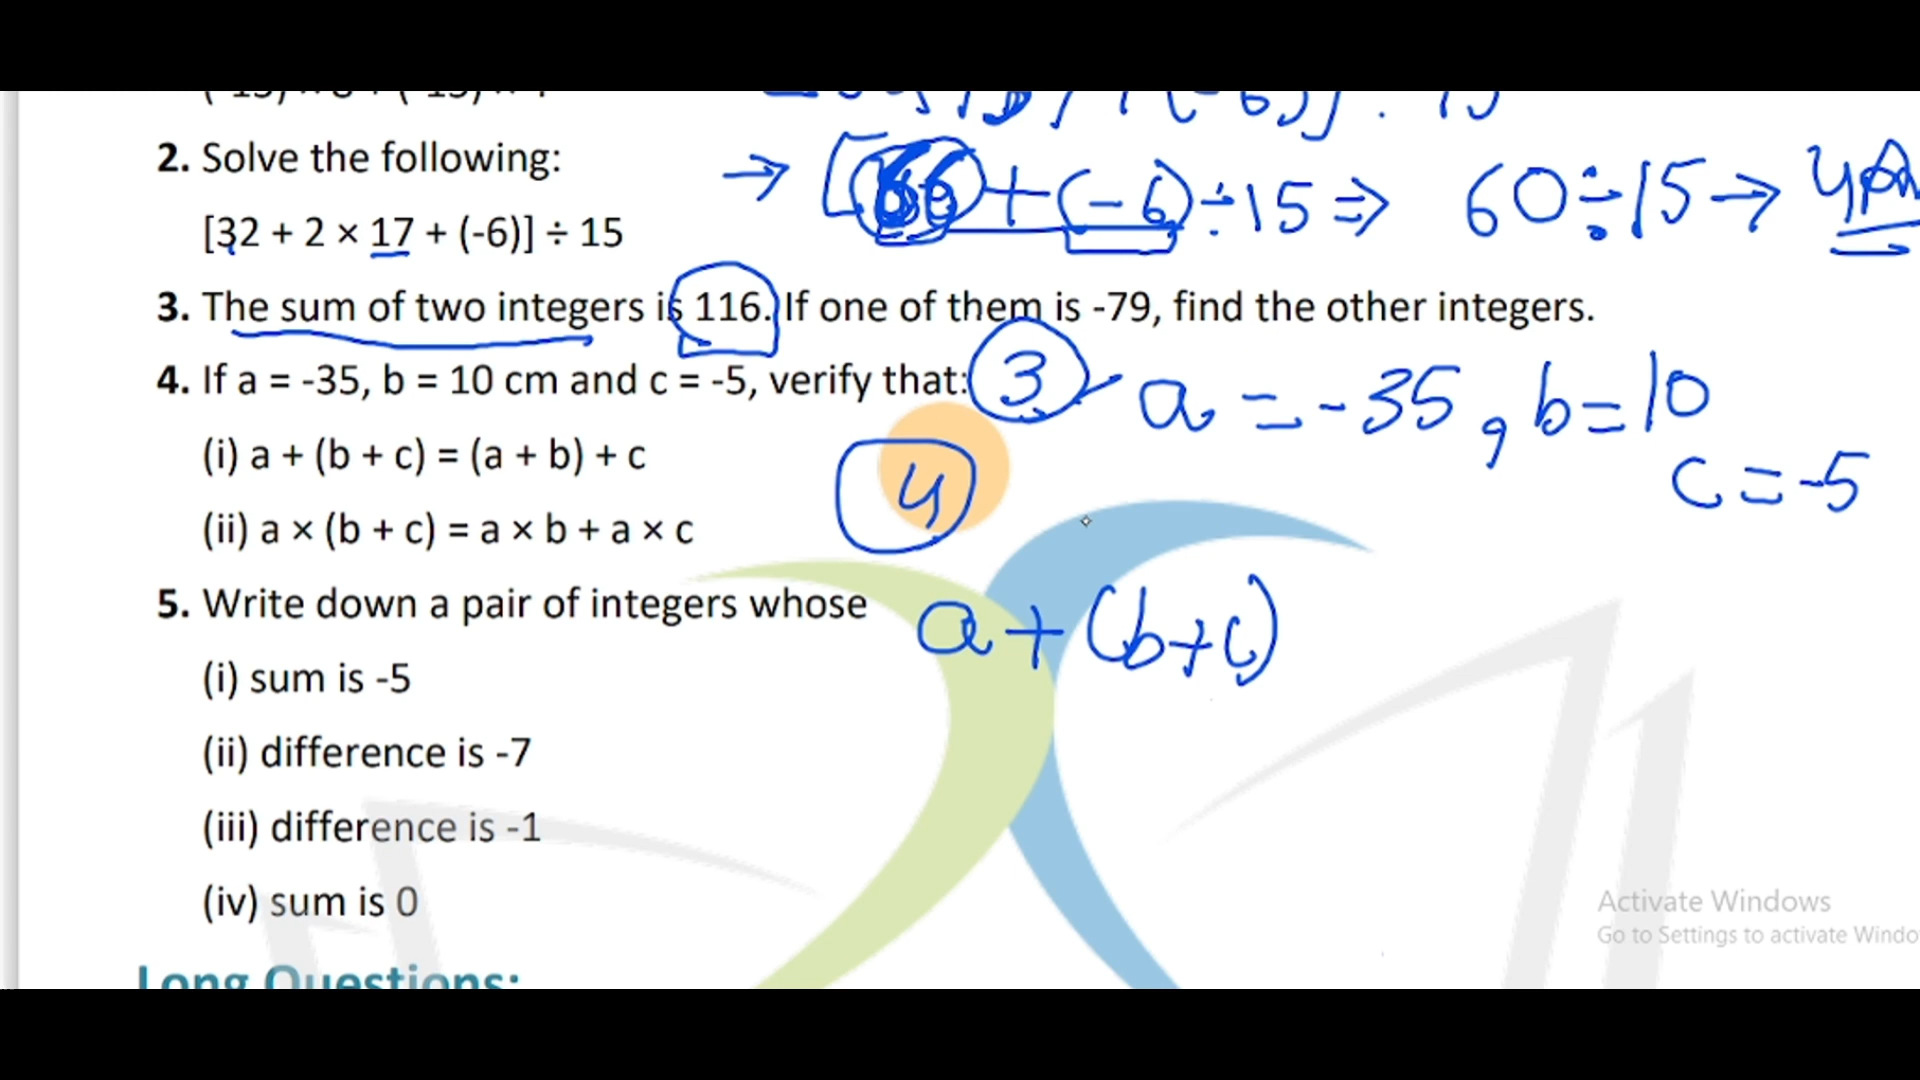 2. Solve the following:
→ [66 + (-6) ÷ 15 ⇒ 60 ÷ 15 → 4
[32 + 2 × 17 + (-6)] ÷ 15
3. The sum of two integers is 116. If one of them is -79, find the other integers.
4. If a = -35, b = 10 cm and c = -5, verify that:
3 a = -35, b = 10
c = -5
(i) a + (b + c) = (a + b) + c
4
(ii) a × (b + c) = a × b + a × c
5. Write down a pair of integers whose
a + (b+c)
(i) sum is -5
(ii) difference is -7
(iii) difference is -1
(iv) sum is 0
Activate Windows
Go to Settings to activate Windo
Long Questions: